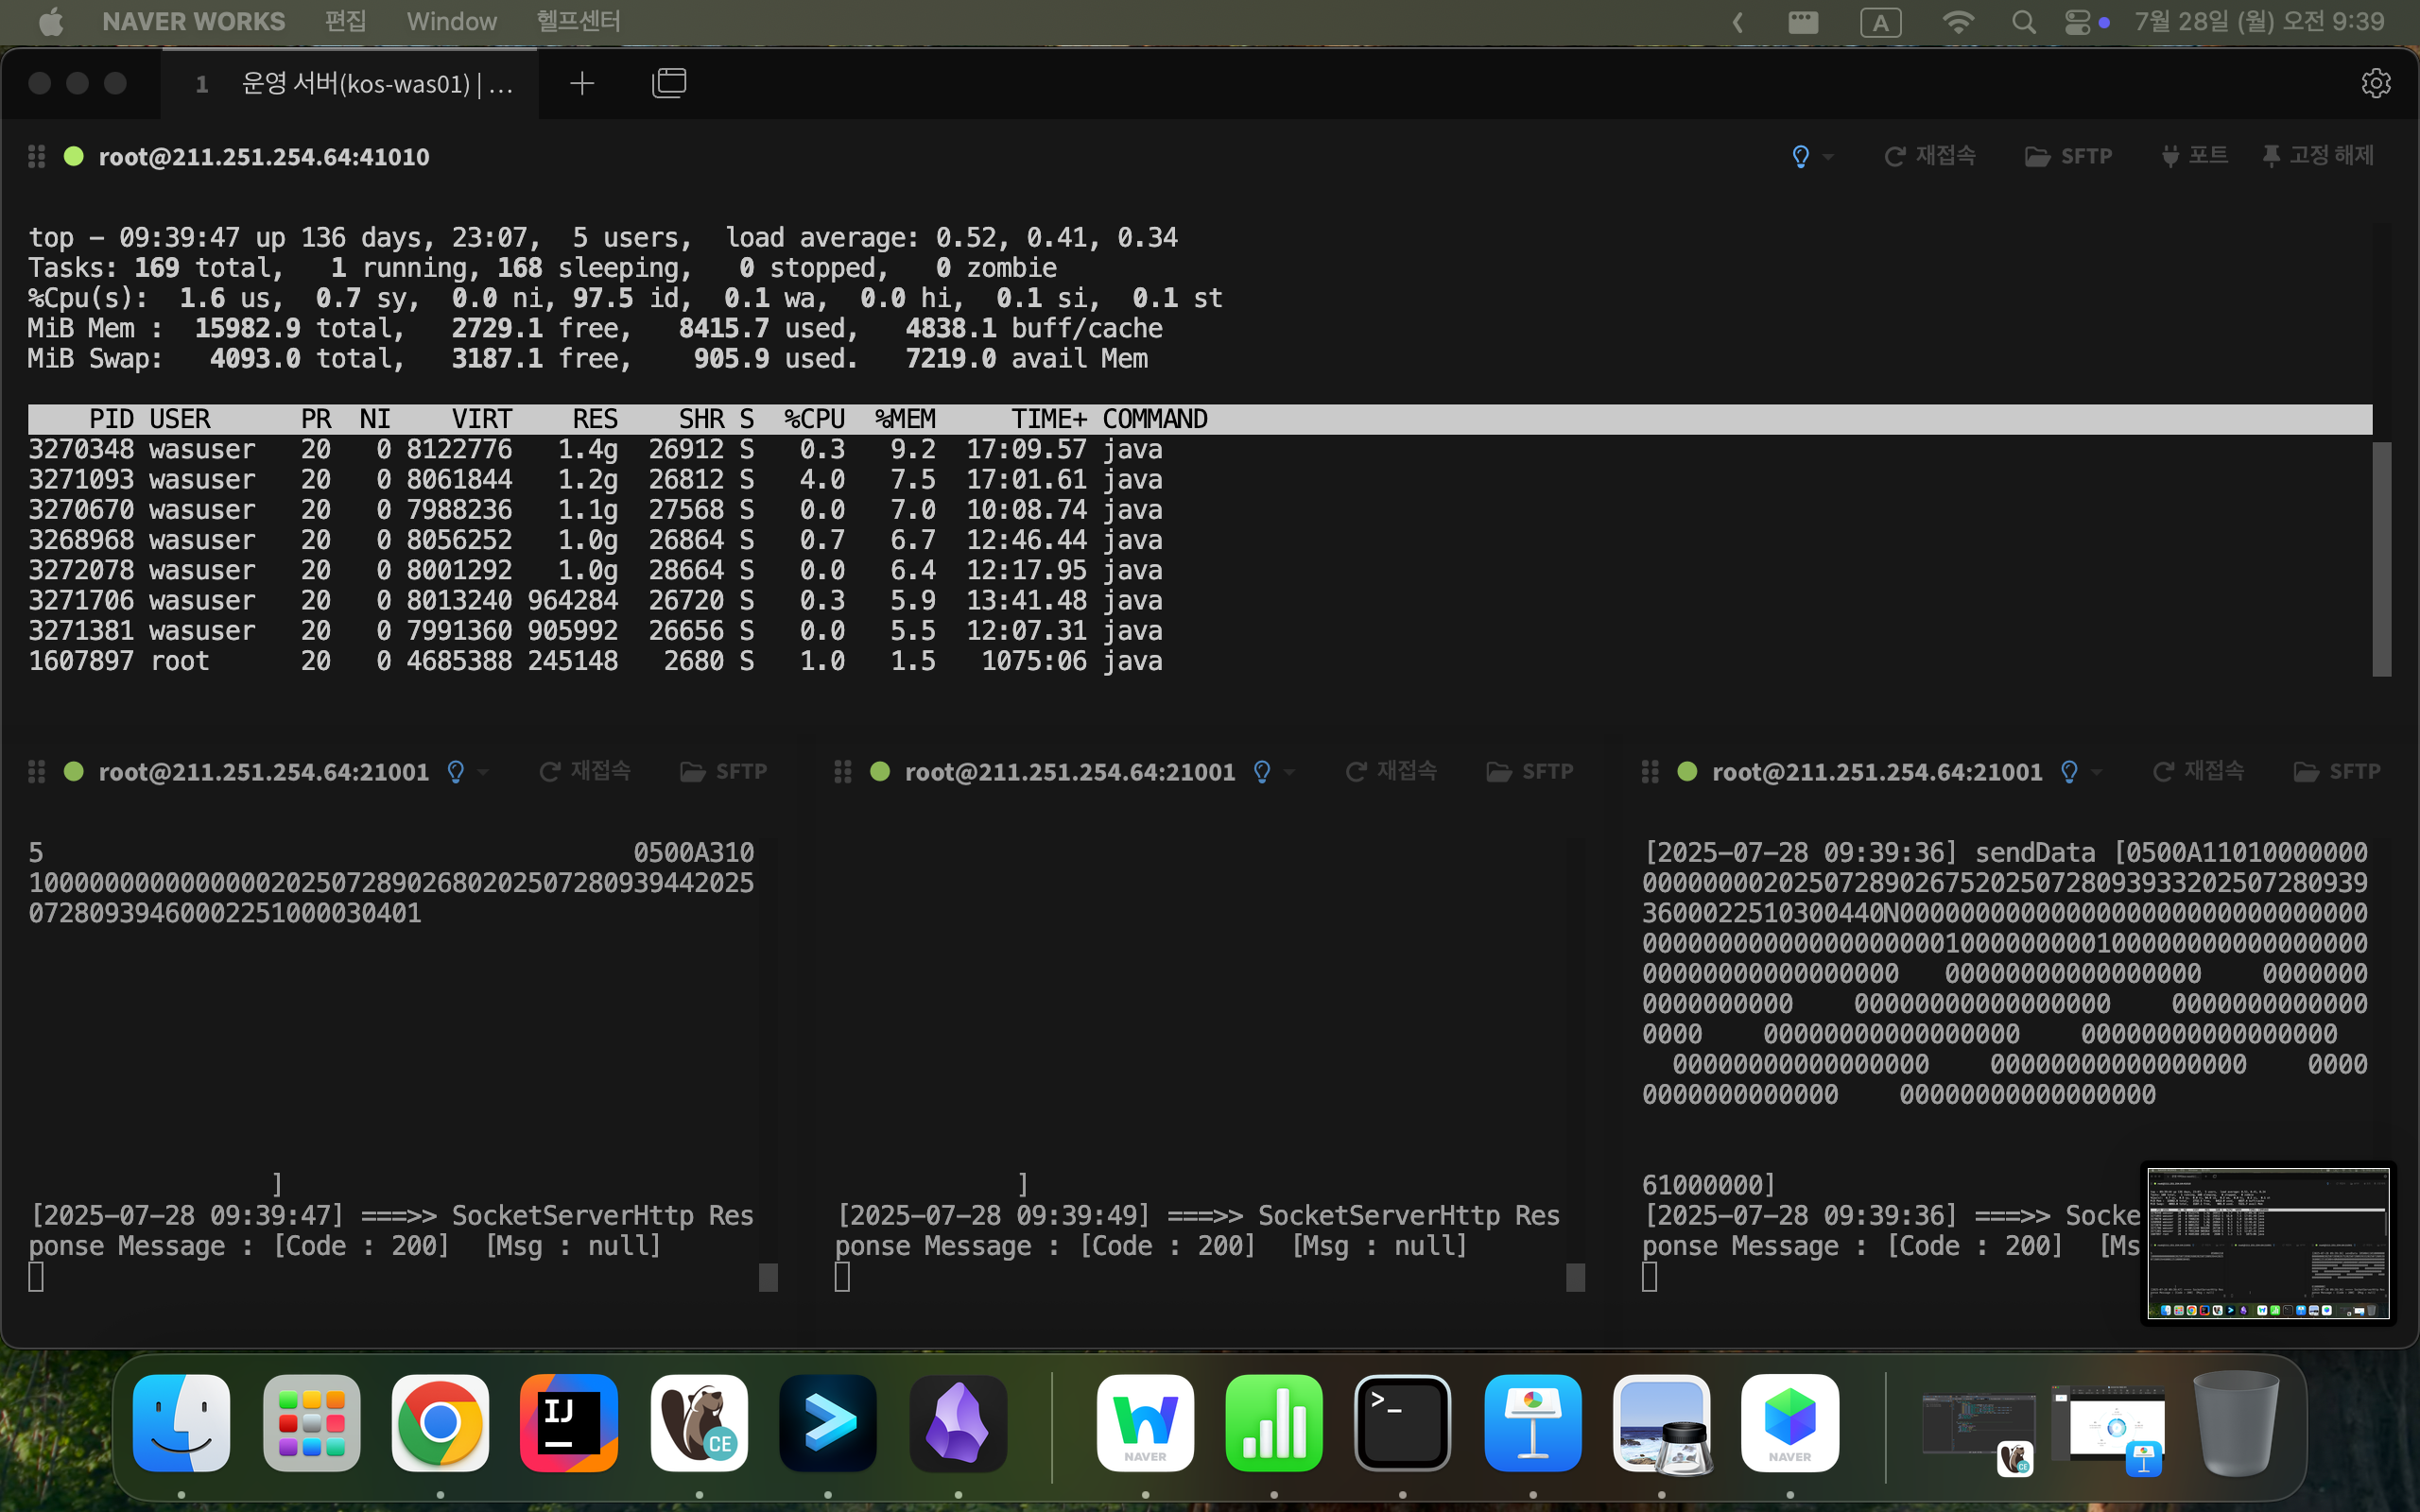 NAVER WORKS 편집 Window 헬프센터 A 7월 28일 (월) 오전 9:39
1 운영 서버(kos-was01) | ...
root@211.251.254.64:41010 재접속 SFTP 포트 고정 해제
top - 09:39:47 up 136 days, 23:07, 5 users, load average: 0.52, 0.41, 0.34
Tasks: 169 total, 1 running, 168 sleeping, 0 stopped, 0 zombie
%Cpu(s): 1.6 us, 0.7 sy, 0.0 ni, 97.5 id, 0.1 wa, 0.0 hi, 0.1 si, 0.1 st
MiB Mem : 15982.9 total, 2729.1 free, 8415.7 used, 4838.1 buff/cache
MiB Swap: 4093.0 total, 3187.1 free, 905.9 used. 7219.0 avail Mem
PID USER PR NI VIRT RES SHR S %CPU %MEM TIME+ COMMAND
3270348 wasuser 20 0 8122776 1.4g 26912 S 0.3 9.2 17:09.57 java
3271093 wasuser 20 0 8061844 1.2g 26812 S 4.0 7.5 17:01.61 java
3270670 wasuser 20 0 7988236 1.1g 27568 S 0.0 7.0 10:08.74 java
3268968 wasuser 20 0 8056252 1.0g 26864 S 0.7 6.7 12:46.44 java
3272078 wasuser 20 0 8001292 1.0g 28664 S 0.0 6.4 12:17.95 java
3271706 wasuser 20 0 8013240 964284 26720 S 0.3 5.9 13:41.48 java
3271381 wasuser 20 0 7991360 905992 26656 S 0.0 5.5 12:07.31 java
1607897 root 20 0 4685388 245148 2680 S 1.0 1.5 1075:06 java
root@211.251.254.64:21001 재접속 SFTP
5 0500A310
100000000000000020250728902680202507280939442025
07280939460002251000030401
]
[2025-07-28 09:39:47] ===>> SocketServerHttp Res
ponse Message : [Code : 200] [Msg : null]
root@211.251.254.64:21001 재접속 SFTP
]
[2025-07-28 09:39:49] ===>> SocketServerHttp Res
ponse Message : [Code : 200] [Msg : null]
root@211.251.254.64:21001 재접속 SFTP
[2025-07-28 09:39:36] sendData [0500A11010000000
000000002025072890267520250728093933202507280939
3600022510300440N0000000000000000000000000000000
000000000000000000001000000000100000000000000000
00000000000000000 00000000000000000 0000000
0000000000 00000000000000000 0000000000000
0000 00000000000000000 00000000000000000
00000000000000000 00000000000000000 0000
0000000000000 00000000000000000
61000000]
[2025-07-28 09:39:36] ===>> Socke
ponse Message : [Code : 200] [Ms
IJ
CE
NAVER
>_
NAVER
CE